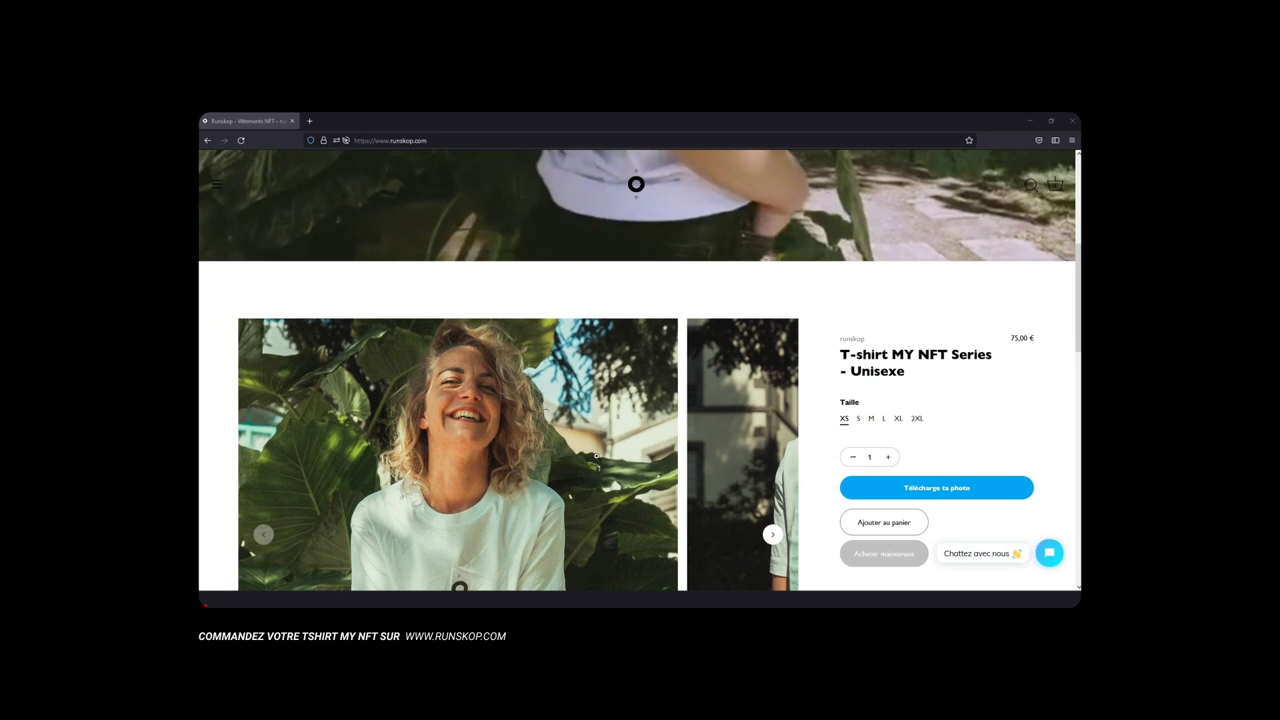 Runskop - Vêtements NFT – ru
https://www.runskop.com
runskop
75,00 €
T-shirt MY NFT Series
- Unisexe
Taille
XS S M L XL 2XL
− 1 +
Télécharge ta photo
Ajouter au panier
Acheter maintenant
Chattez avec nous 👋
COMMANDEZ VOTRE TSHIRT MY NFT SUR WWW.RUNSKOP.COM